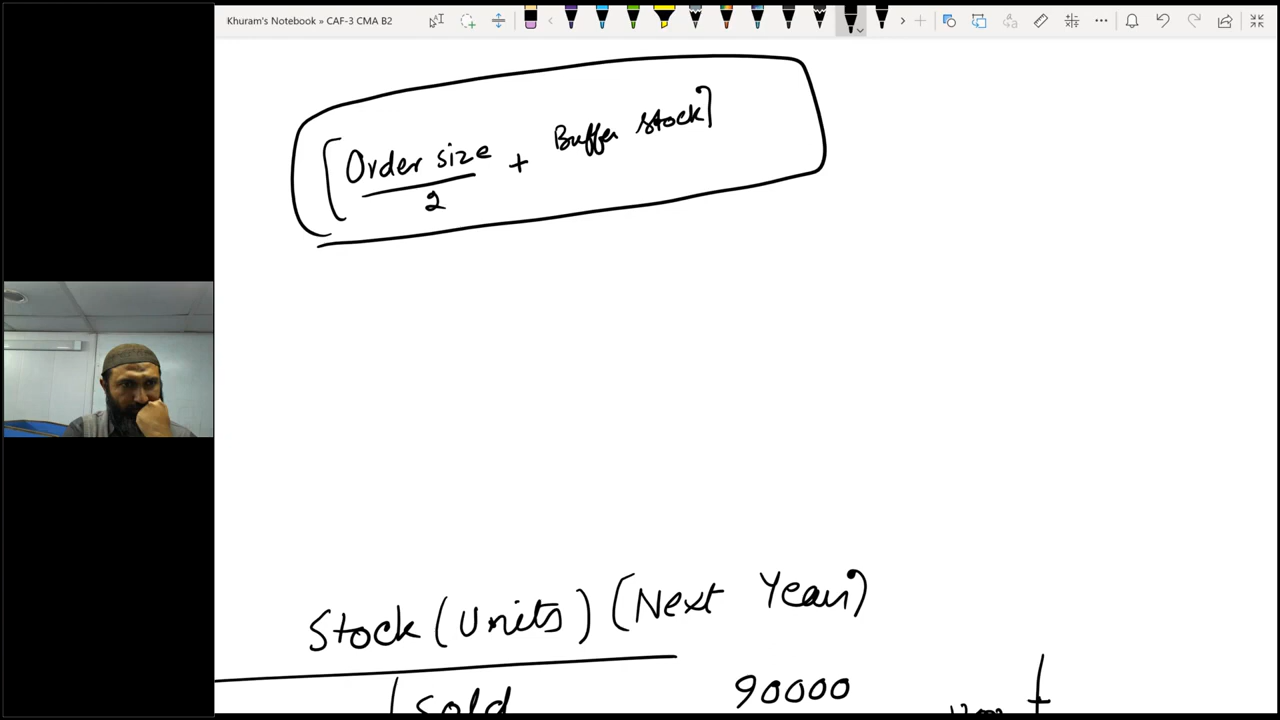 Khuram's Notebook » CAF-3 CMA B2
[Order size / 2 + Buffer stock]
Stock (Units) (Next Year)
Sold 90000